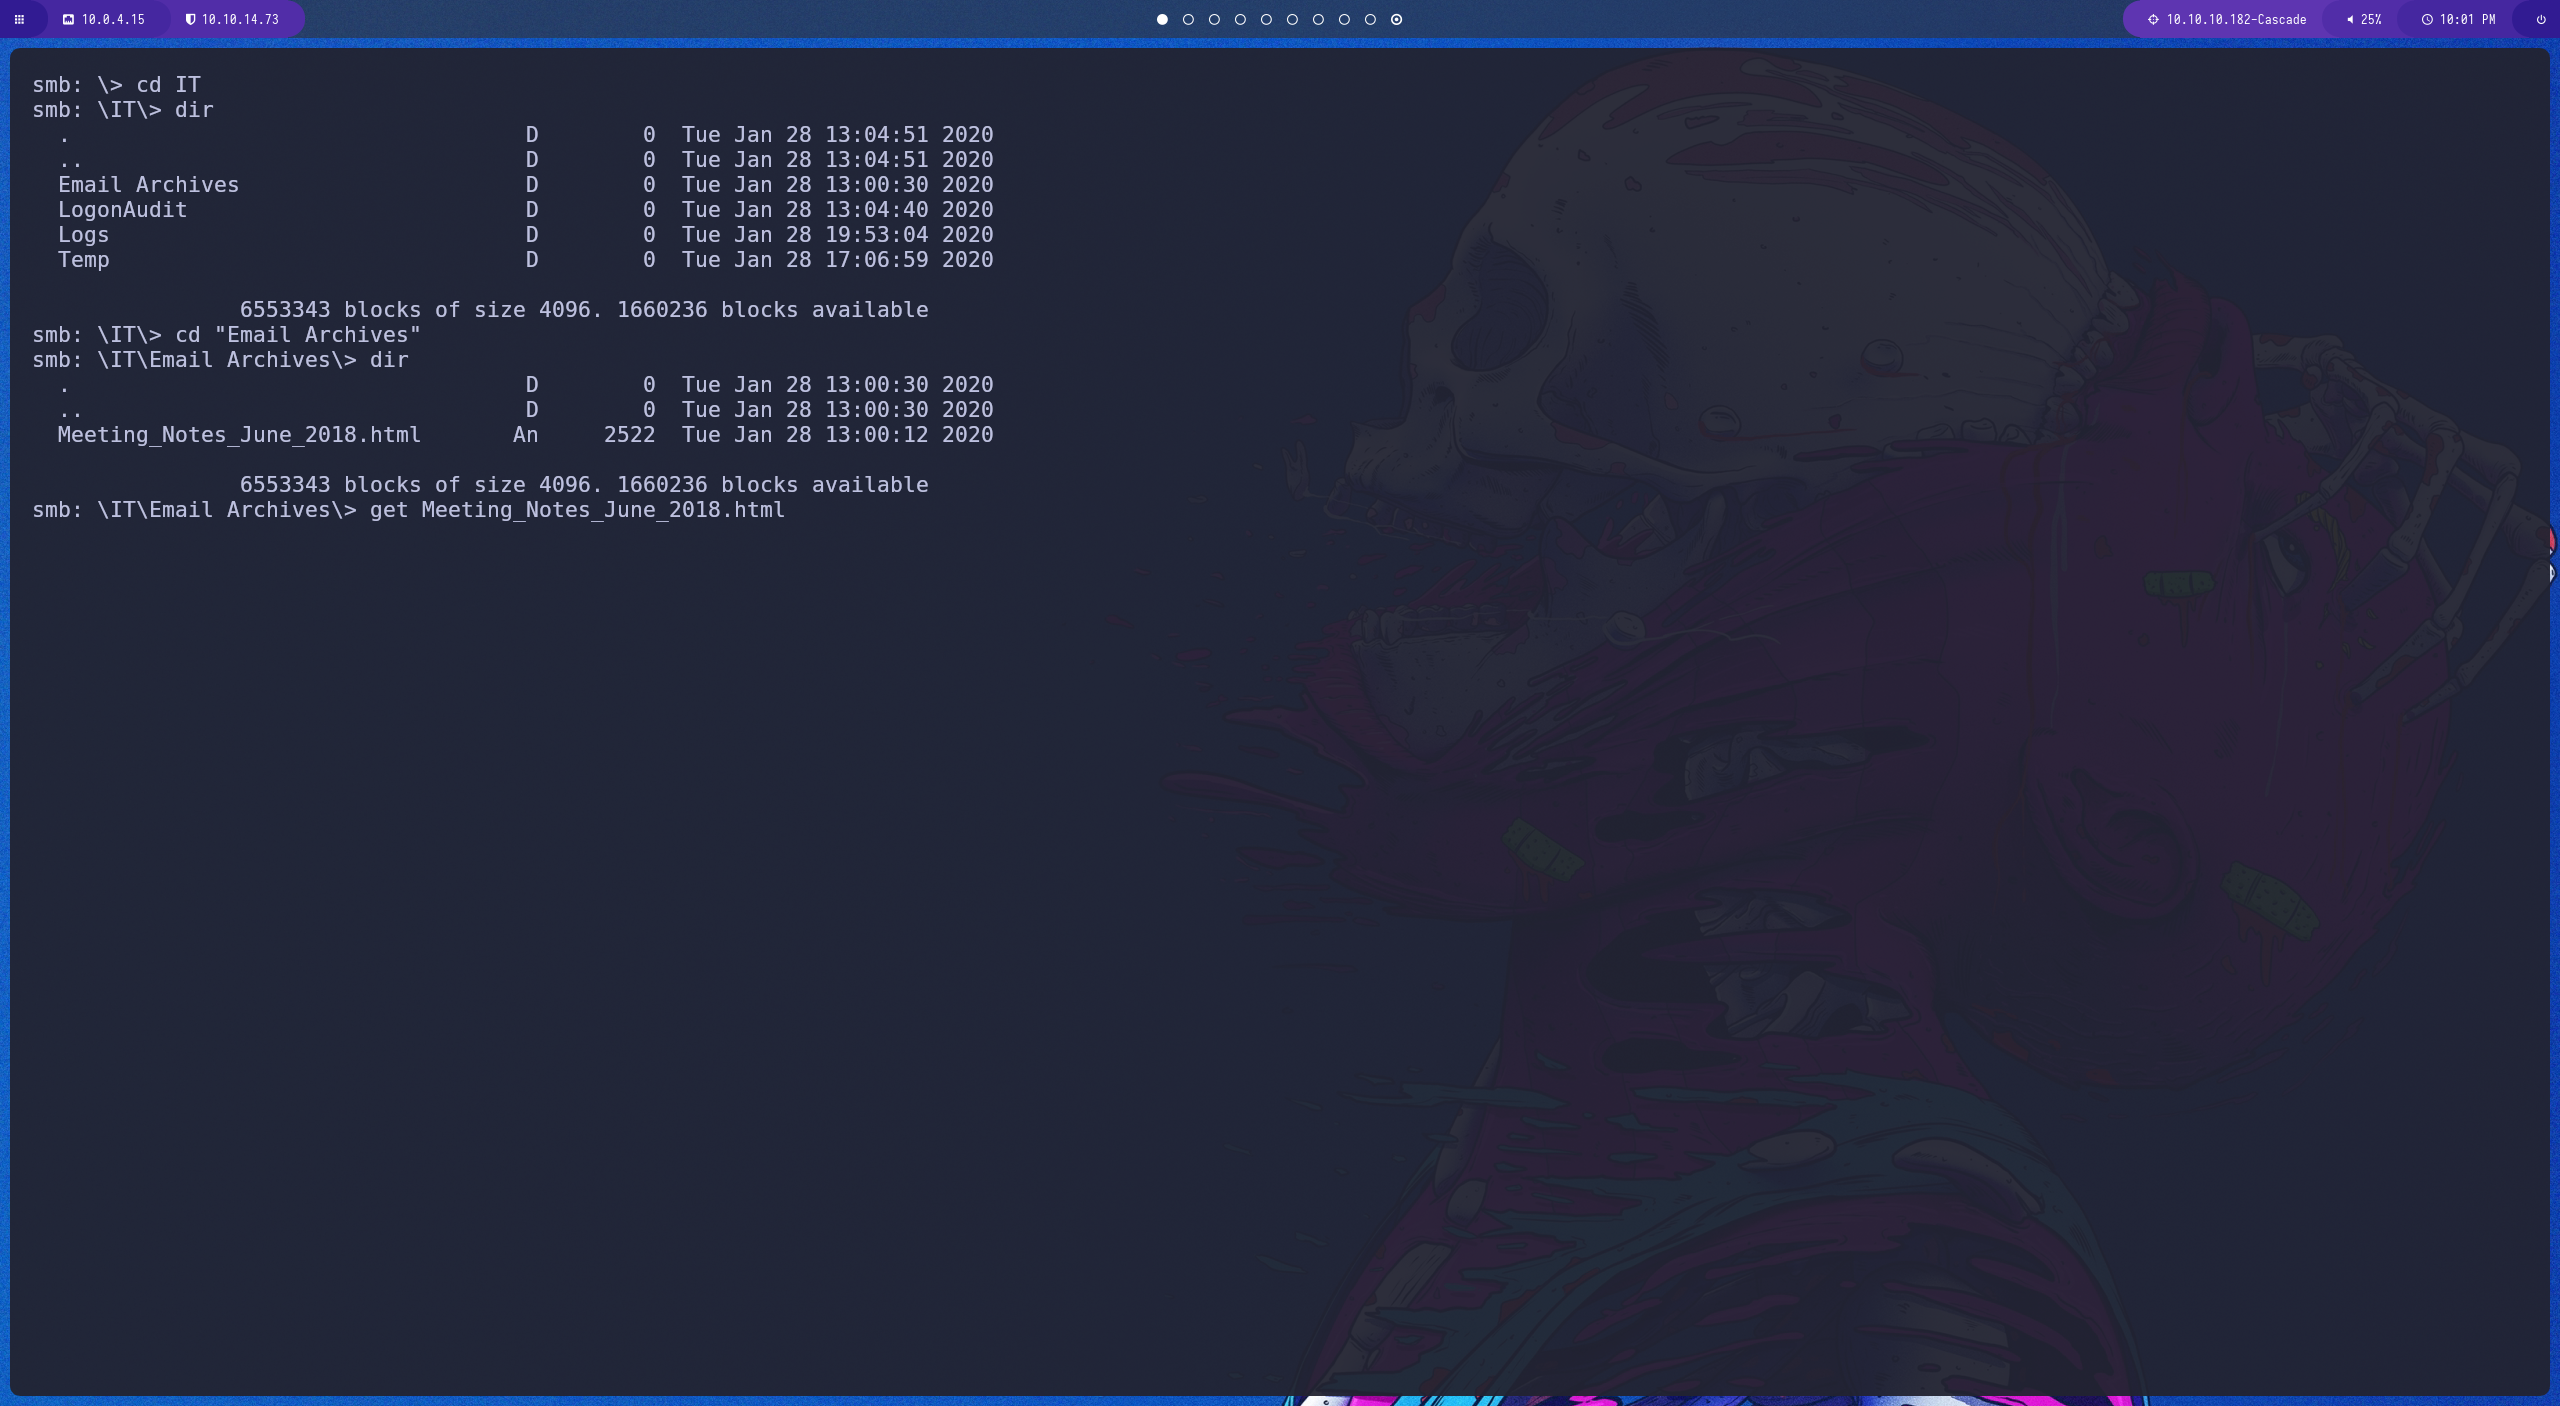 10.0.4.15 10.10.14.73 10.10.10.182-Cascade 25% 10:01 PM
smb: \> cd IT
smb: \IT\> dir
  .                                   D        0  Tue Jan 28 13:04:51 2020
  ..                                  D        0  Tue Jan 28 13:04:51 2020
  Email Archives                      D        0  Tue Jan 28 13:00:30 2020
  LogonAudit                          D        0  Tue Jan 28 13:04:40 2020
  Logs                                D        0  Tue Jan 28 19:53:04 2020
  Temp                                D        0  Tue Jan 28 17:06:59 2020
                6553343 blocks of size 4096. 1660236 blocks available
smb: \IT\> cd "Email Archives"
smb: \IT\Email Archives\> dir
  .                                   D        0  Tue Jan 28 13:00:30 2020
  ..                                  D        0  Tue Jan 28 13:00:30 2020
  Meeting_Notes_June_2018.html       An     2522  Tue Jan 28 13:00:12 2020
                6553343 blocks of size 4096. 1660236 blocks available
smb: \IT\Email Archives\> get Meeting_Notes_June_2018.html